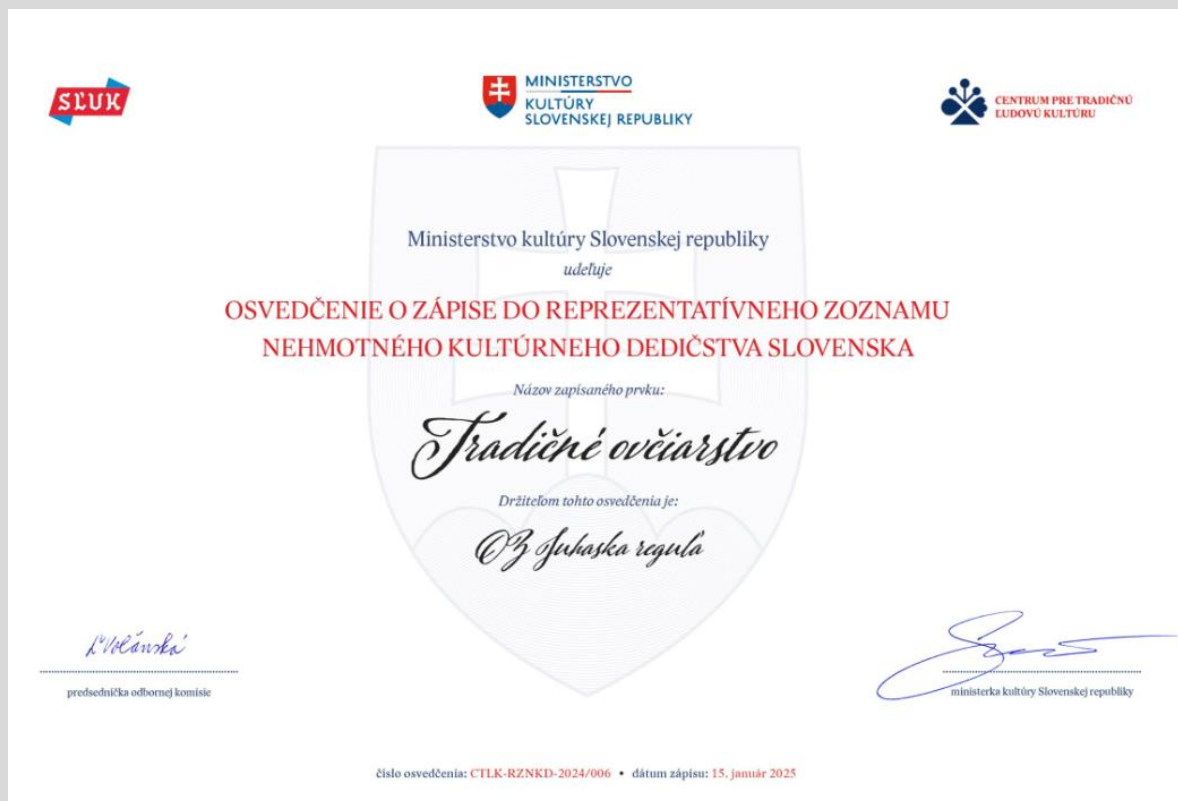 SĽUK
MINISTERSTVO
KULTÚRY
SLOVENSKEJ REPUBLIKY
CENTRUM PRE TRADIČNÚ
ĽUDOVÚ KULTÚRU
Ministerstvo kultúry Slovenskej republiky
udeľuje
OSVEDČENIE O ZÁPISE DO REPREZENTATÍVNEHO ZOZNAMU
NEHMOTNÉHO KULTÚRNEHO DEDIČSTVA SLOVENSKA
Názov zapísaného prvku:
Tradičné ovčiarstvo
Držiteľom tohto osvedčenia je:
OZ Juhaska reguľa
Ľ Voľanská
predsedníčka odbornej komisie
ministerka kultúry Slovenskej republiky
číslo osvedčenia: CTLK-RZNKD-2024/006 • dátum zápisu: 15. január 2025